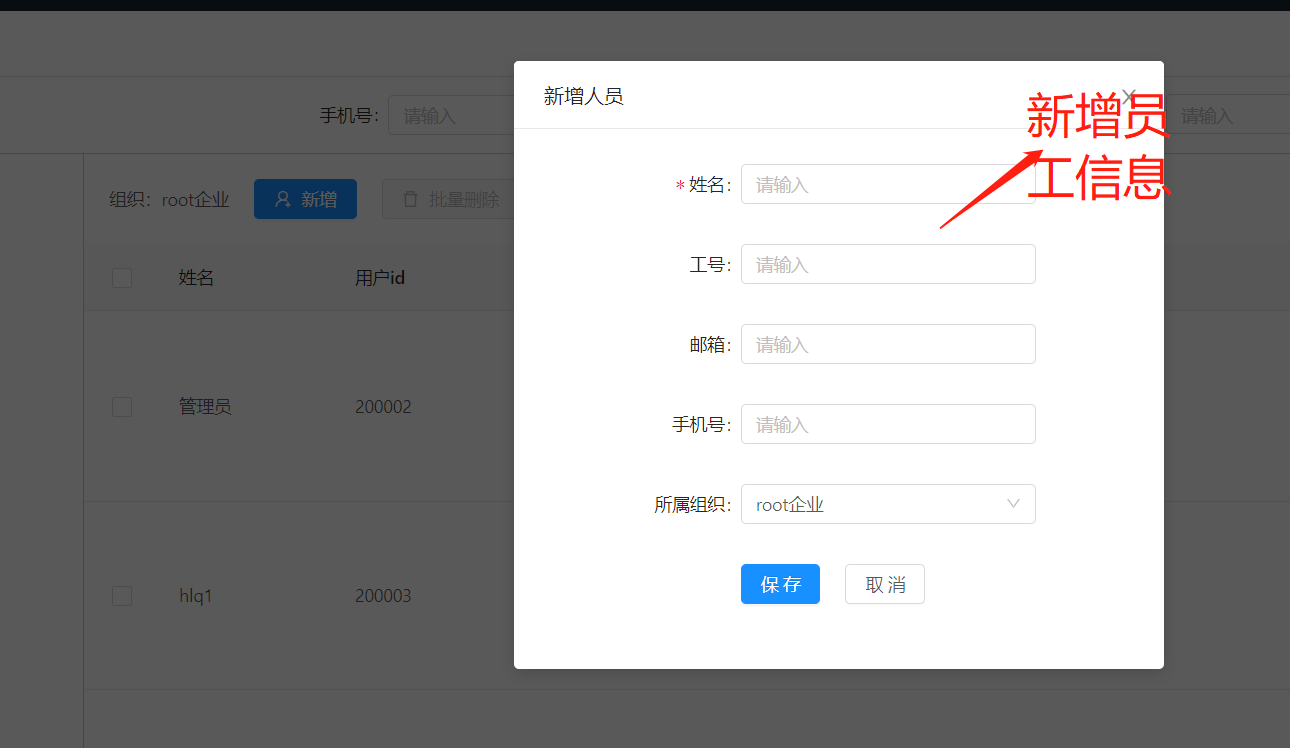 新增人员
新增员
工信息
手机号：
请输入
请输入
组织：root企业
新增
批量删除
*姓名：
请输入
工号：
请输入
姓名
用户id
邮箱：
请输入
管理员
200002
手机号：
请输入
所属组织：
root企业
保存
取消
hlq1
200003